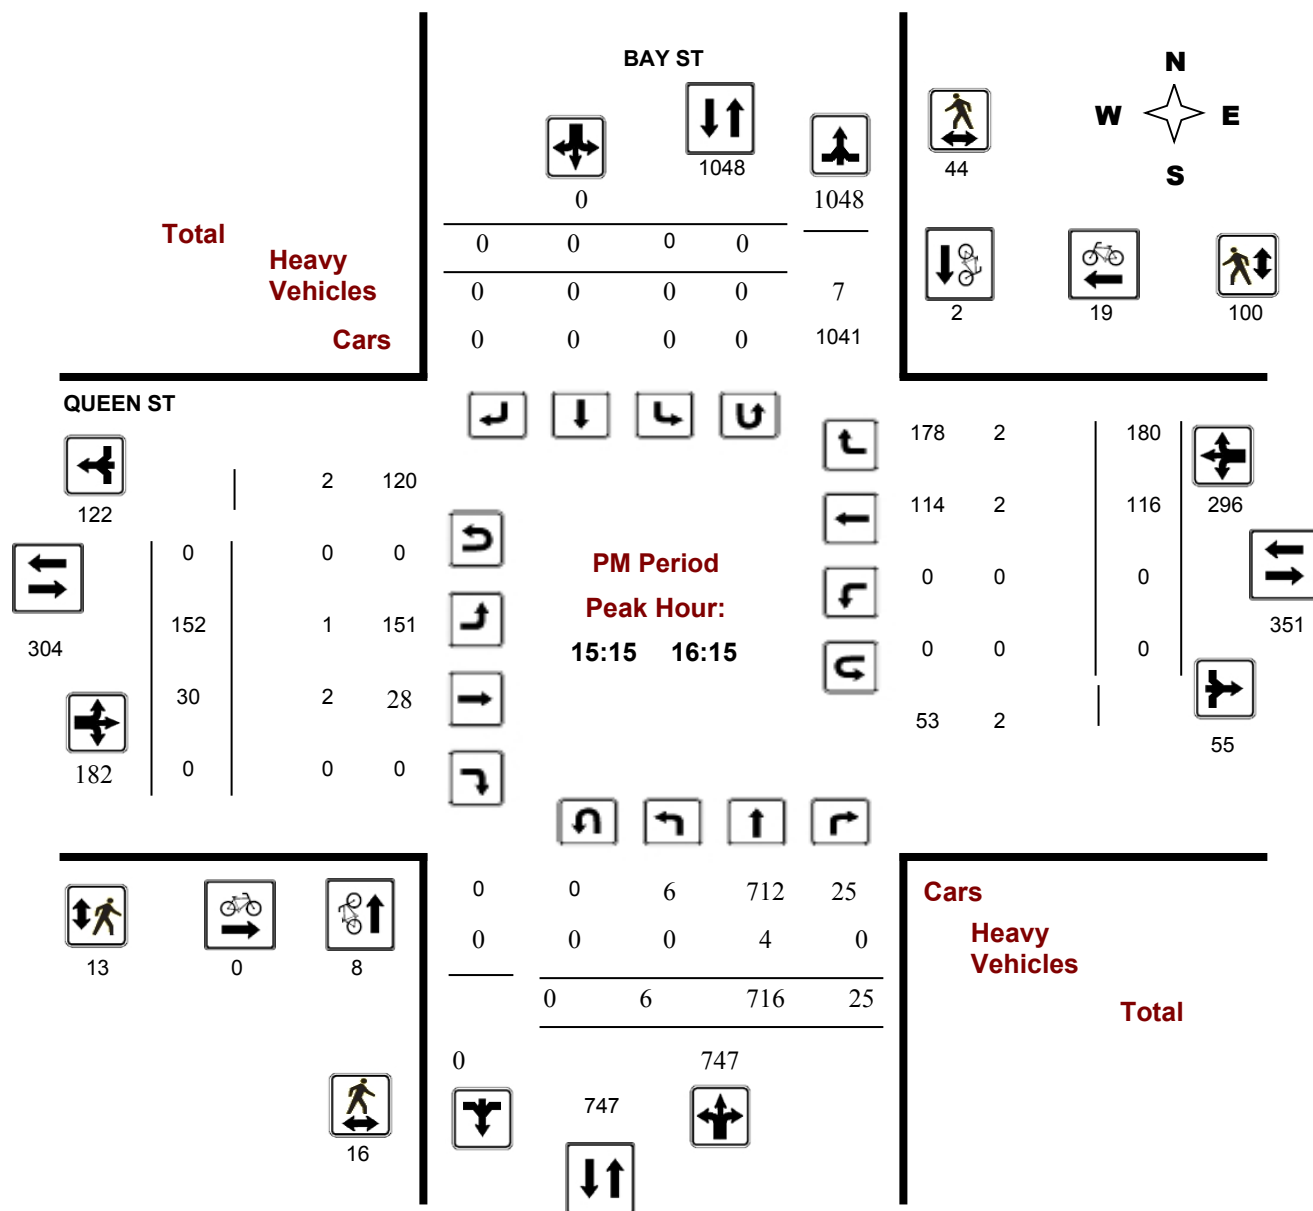 BAY ST
N
W E
S
1048
44
0 1048
Total
0 0 0 0
Heavy
Vehicles
0 0 0 0 7
2 19 100
Cars
0 0 0 0 1041
QUEEN ST
178 2 180
2 120
122
114 2 116 296
0 0 0
PM Period
0 0 0
Peak Hour:
152 1 151
304
15:15 16:15
351
0 0 0
30 2 28
53 2
55
182
0 0 0
0 0 6 712 25
Cars
0 0 0 4 0
Heavy
Vehicles
13 0 8
0 6 716 25
Total
0 747
747
16